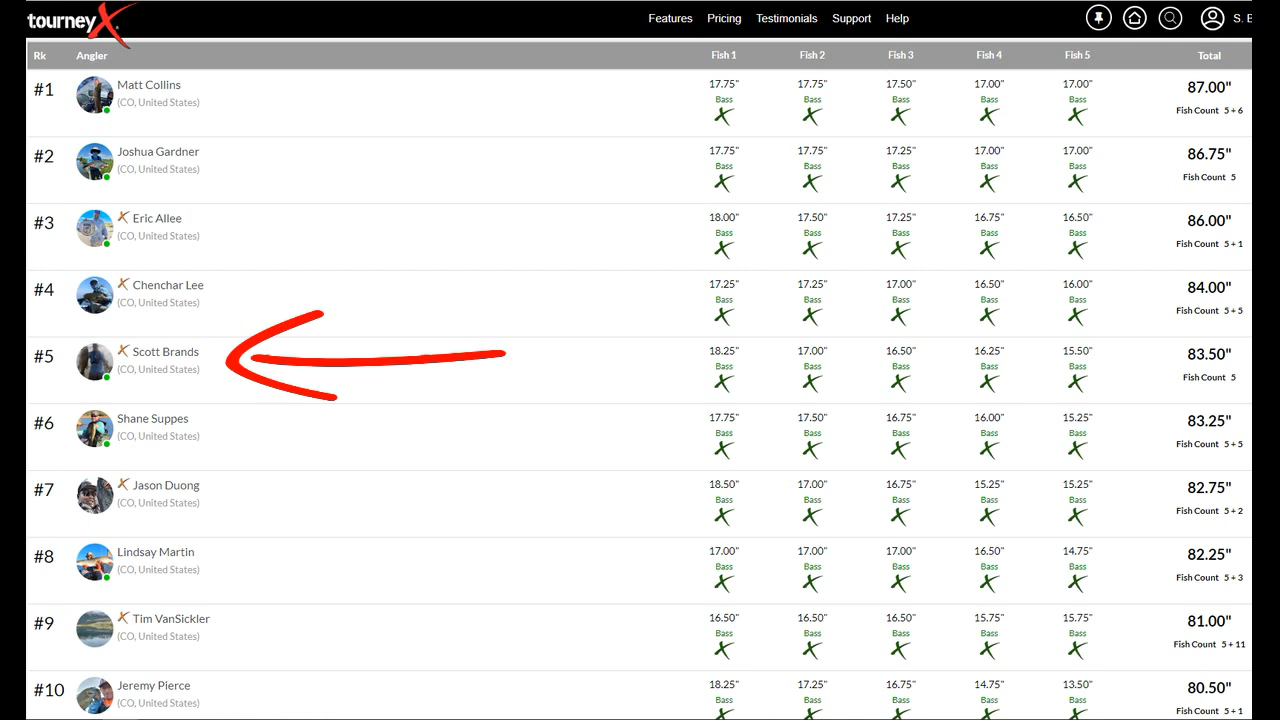 tourneyX
Features Pricing Testimonials Support Help S. E
Rk Angler Fish 1 Fish 2 Fish 3 Fish 4 Fish 5 Total
#1 Matt Collins 17.75" 17.75" 17.50" 17.00" 17.00" 87.00"
(CO, United States) Bass Bass Bass Bass Bass Fish Count 5 + 6
#2 Joshua Gardner 17.75" 17.75" 17.25" 17.00" 17.00" 86.75"
(CO, United States) Bass Bass Bass Bass Bass Fish Count 5
#3 Eric Allee 18.00" 17.50" 17.25" 16.75" 16.50" 86.00"
(CO, United States) Bass Bass Bass Bass Bass Fish Count 5 + 1
#4 Chenchar Lee 17.25" 17.25" 17.00" 16.50" 16.00" 84.00"
(CO, United States) Bass Bass Bass Bass Bass Fish Count 5 + 5
#5 Scott Brands 18.25" 17.00" 16.50" 16.25" 15.50" 83.50"
(CO, United States) Bass Bass Bass Bass Bass Fish Count 5
#6 Shane Suppes 17.75" 17.50" 16.75" 16.00" 15.25" 83.25"
(CO, United States) Bass Bass Bass Bass Bass Fish Count 5 + 5
#7 Jason Duong 18.50" 17.00" 16.75" 15.25" 15.25" 82.75"
(CO, United States) Bass Bass Bass Bass Bass Fish Count 5 + 2
#8 Lindsay Martin 17.00" 17.00" 17.00" 16.50" 14.75" 82.25"
(CO, United States) Bass Bass Bass Bass Bass Fish Count 5 + 3
#9 Tim VanSickler 16.50" 16.50" 16.50" 15.75" 15.75" 81.00"
(CO, United States) Bass Bass Bass Bass Bass Fish Count 5 + 11
#10 Jeremy Pierce 18.25" 17.25" 16.75" 14.75" 13.50" 80.50"
(CO, United States) Bass Bass Bass Bass Bass Fish Count 5 + 1